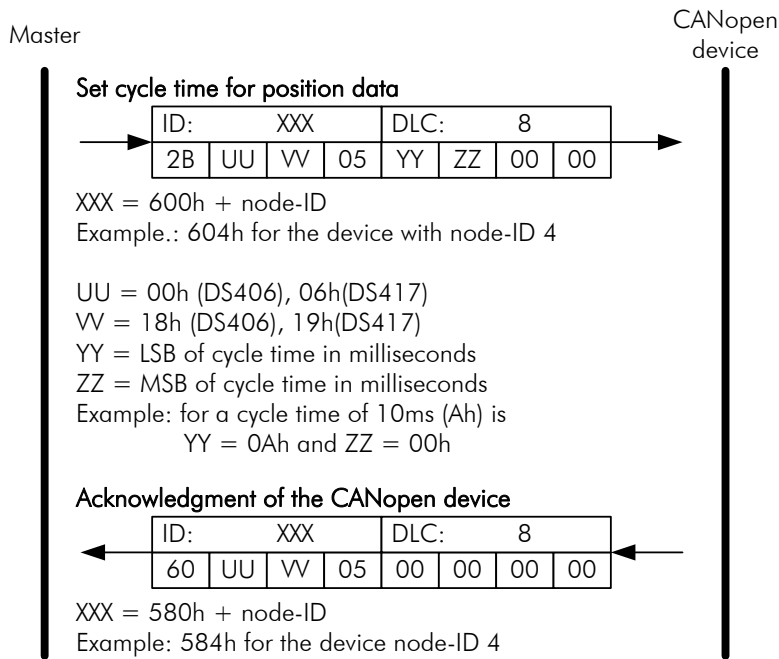 Master
CANopen
device
Set cycle time for position data
ID: XXX DLC: 8
2B UU VV 05 YY ZZ 00 00
XXX = 600h + node-ID
Example.: 604h for the device with node-ID 4
UU = 00h (DS406), 06h(DS417)
VV = 18h (DS406), 19h(DS417)
YY = LSB of cycle time in milliseconds
ZZ = MSB of cycle time in milliseconds
Example: for a cycle time of 10ms (Ah) is
YY = 0Ah and ZZ = 00h
Acknowledgment of the CANopen device
ID: XXX DLC: 8
60 UU VV 05 00 00 00 00
XXX = 580h + node-ID
Example: 584h for the device node-ID 4